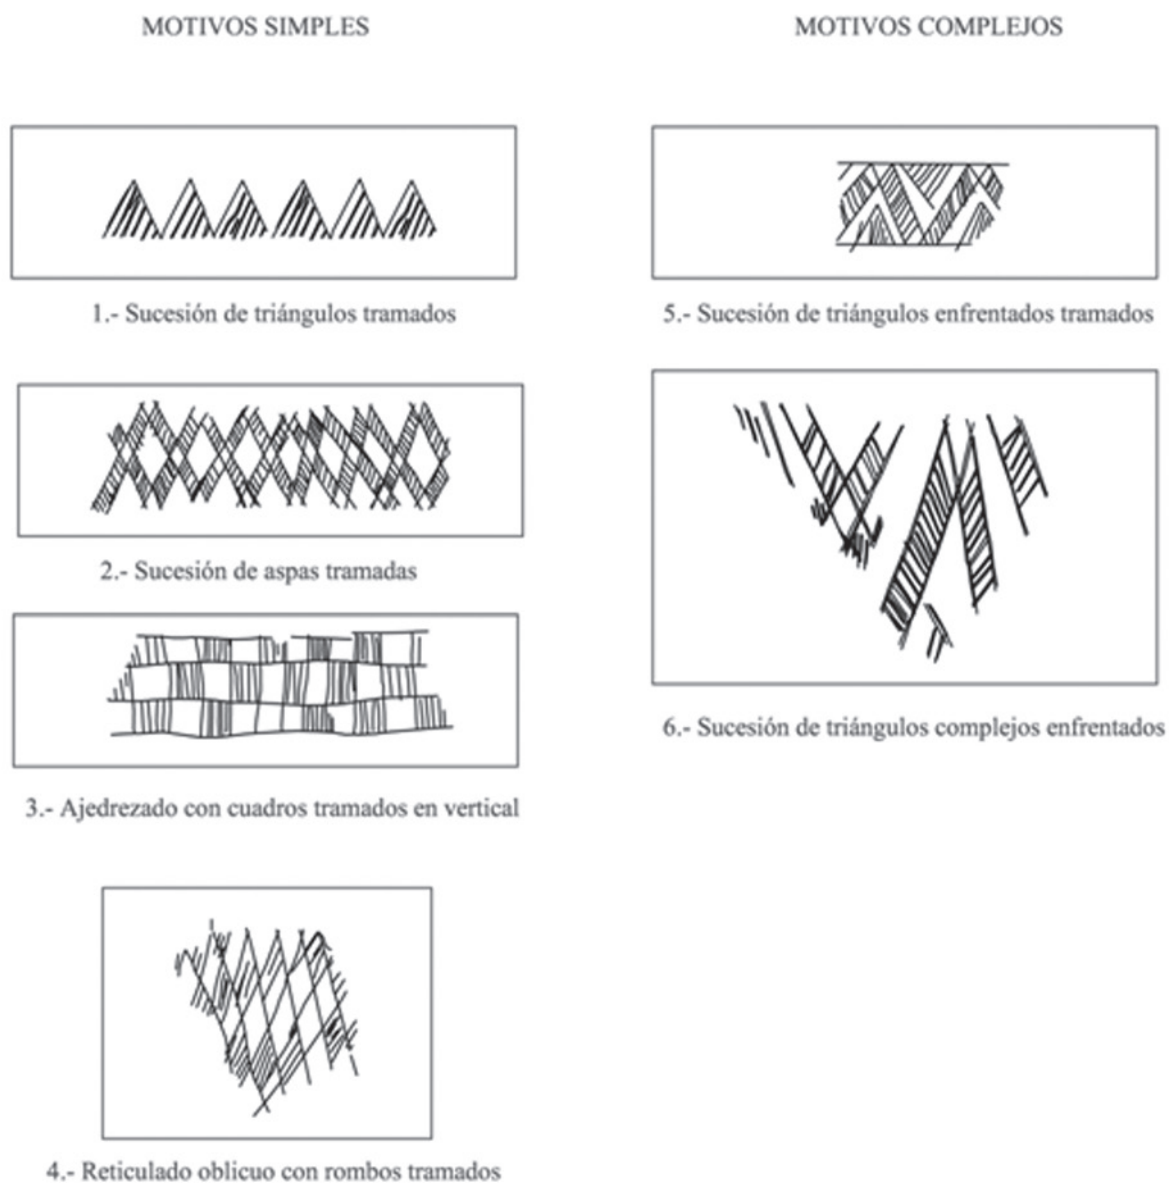 MOTIVOS SIMPLES
1.- Sucesión de triángulos tramados
2.- Sucesión de aspas tramadas
3.- Ajedrezado con cuadros tramados en vertical
4.- Reticulado oblicuo con rombos tramados
MOTIVOS COMPLEJOS
5.- Sucesión de triángulos enfrentados tramados
6.- Sucesión de triángulos complejos enfrentados